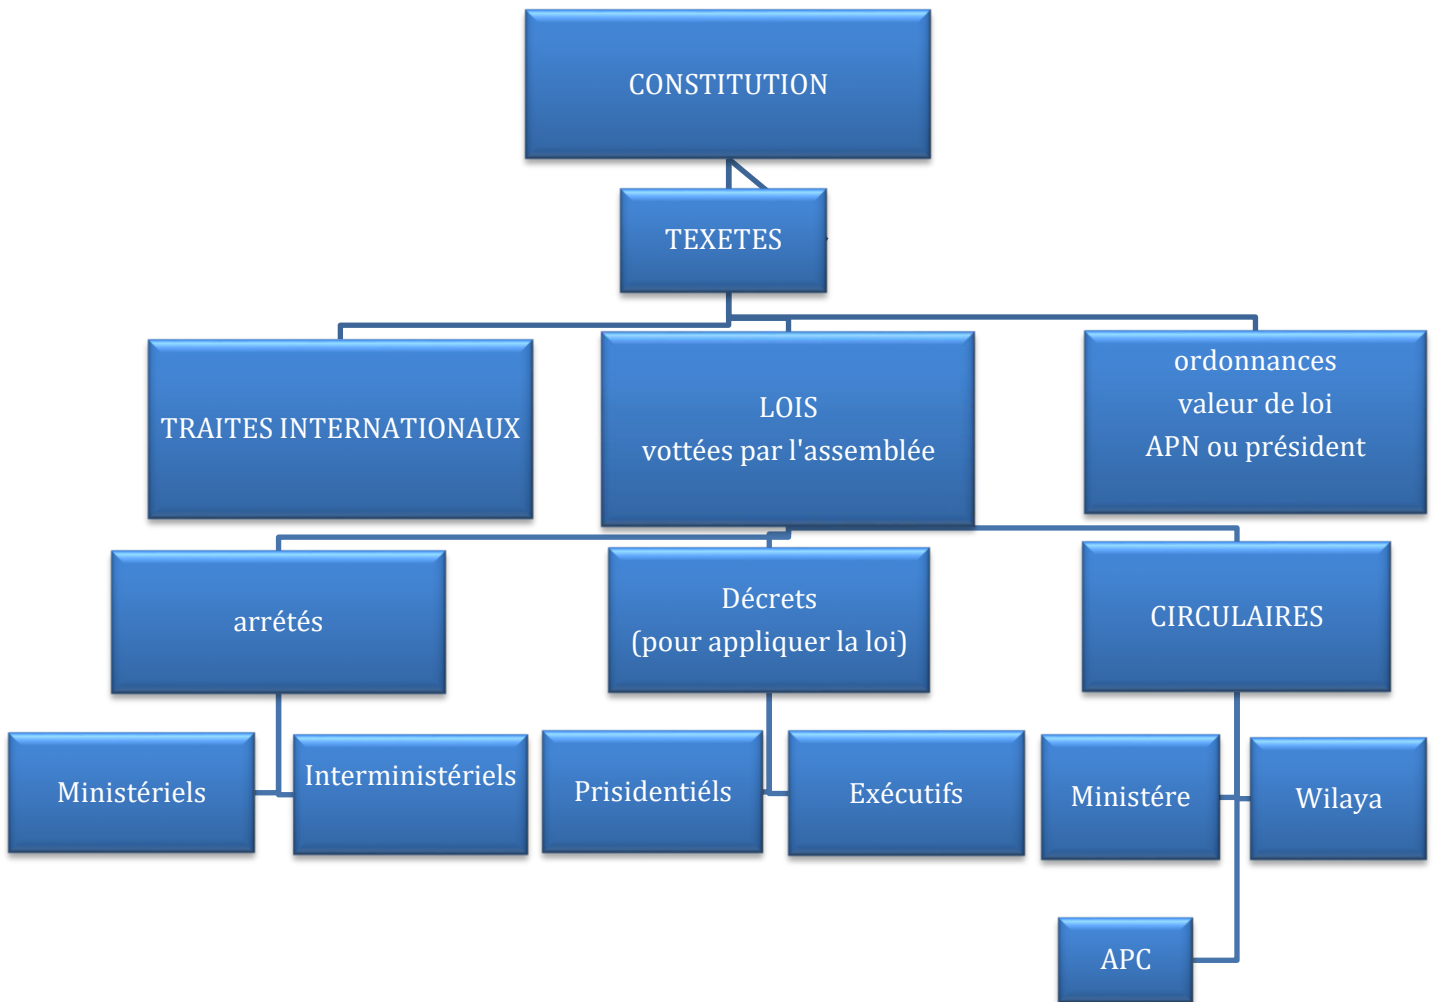 CONSTITUTION
TEXETES
TRAITES INTERNATIONAUX
LOIS
vottées par l'assemblée
ordonnances
valeur de loi
APN ou président
arrétés
Décrets
(pour appliquer la loi)
CIRCULAIRES
Ministériels
Interministériels
Prisidentiéls
Exécutifs
Ministére
Wilaya
APC